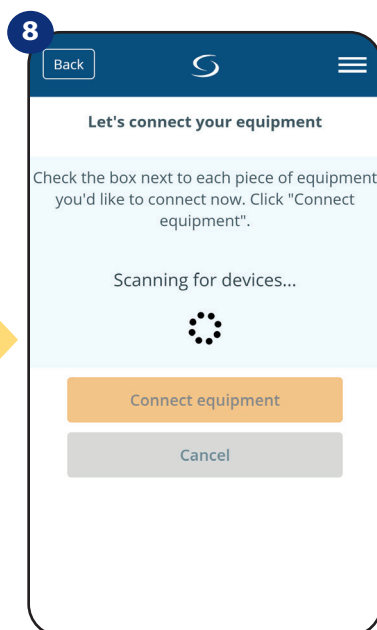 8
Back
Let's connect your equipment
Check the box next to each piece of equipment
you'd like to connect now. Click "Connect
equipment".
Scanning for devices...
Connect equipment
Cancel